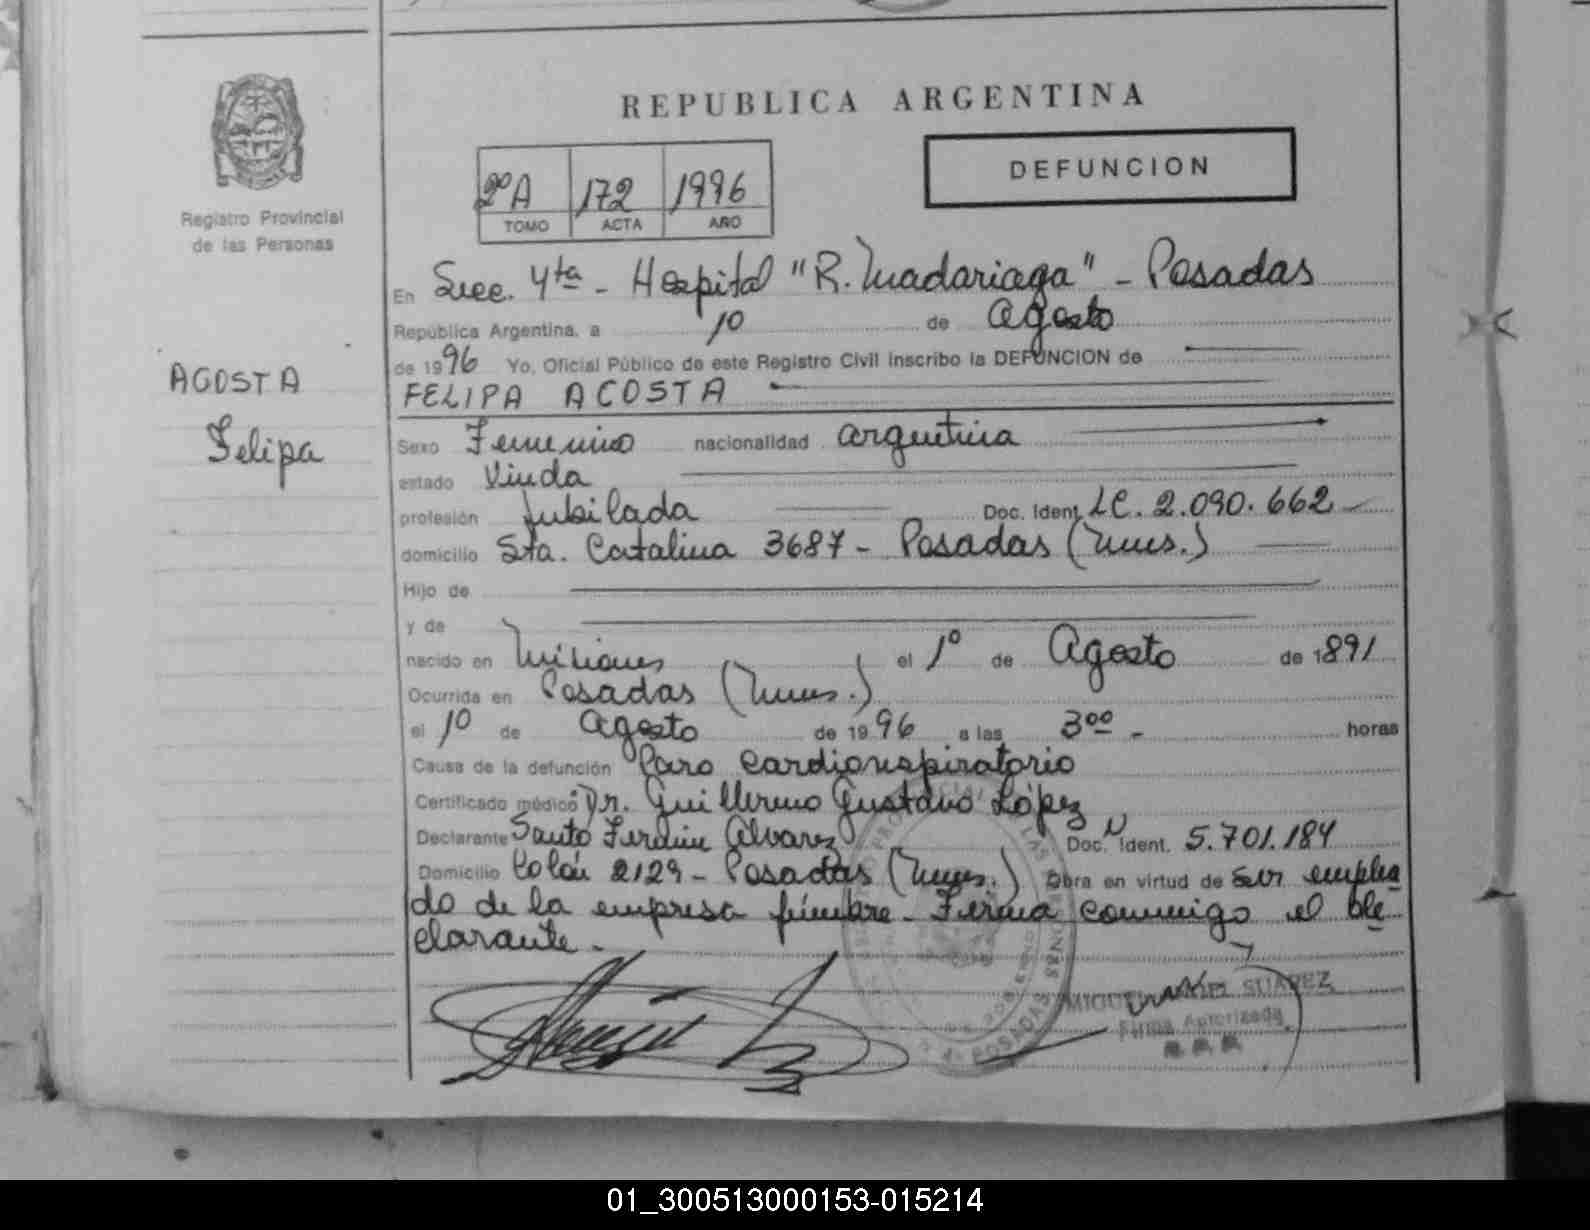 REPUBLICA ARGENTINA
DEFUNCION
2º A 172 1996
TOMO ACTA AÑO
Registro Provincial
de las Personas
ACOSTA
Felipa
En Secc. 4ta - Hospital "R. Madariaga" - Posadas
República Argentina, a 1º de Agosto
de 1996 Yo, Oficial Público de este Registro Civil inscribo la DEFUNCION de
FELIPA ACOSTA
Sexo Femenino nacionalidad argentina
estado Viuda
profesión Jubilada Doc. Ident. LC. 2.090.662
domicilio Sta. Catalina 3687 - Posadas (Mnes.)
Hijo de
y de
nacido en Misiones el 1º de Agosto de 1891
Ocurrida en Posadas (Mnes.)
el 1º de Agosto de 1996 a las 3ºº - horas
Causa de la defunción Paro Cardiorespiratorio
Certificado médico Dr. Guillermo Gustavo López
Declarante Santo Alvarez Doc. N Ident. 5.701.184
Domicilio Colón 2129 - Posadas (Mnes.) Obra en virtud de ser emplea
do de la empresa fúnebre - Firma conmigo el de
clarante -
MIGUEL SUAREZ
Firma Autorizada
POSADAS
01_300513000153-015214